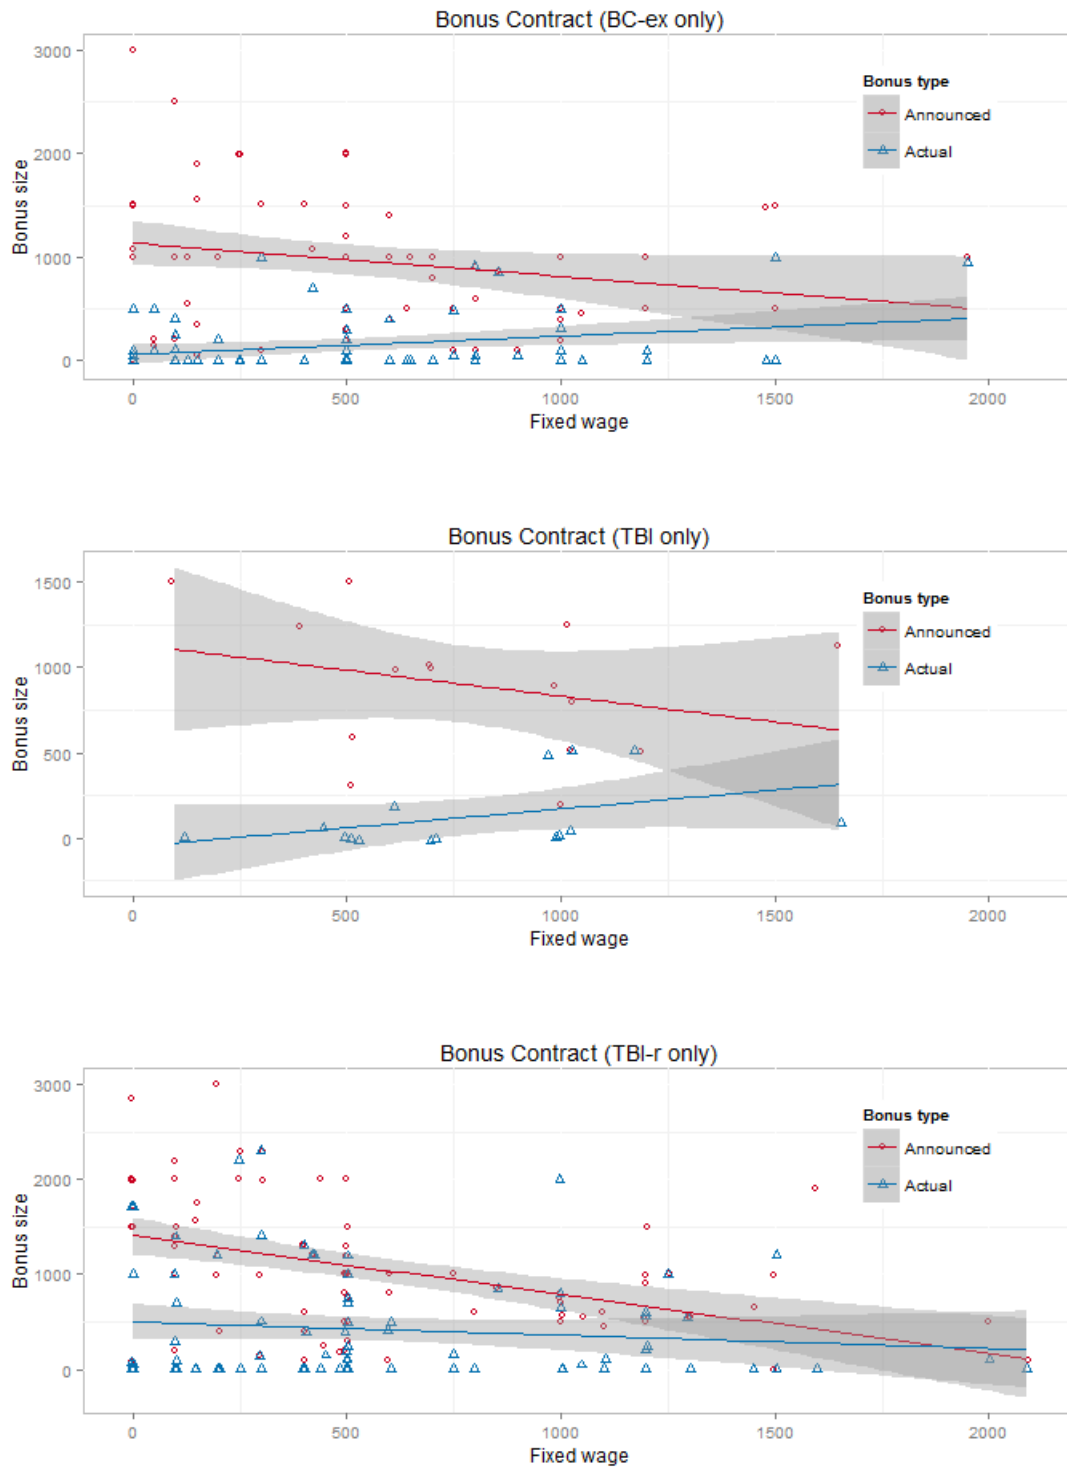 Bonus Contract (BC-ex only)
3000
2000
1000
0
Bonus size
Bonus type
Announced
Actual
0 500 1000 1500 2000
Fixed wage
Bonus Contract (TBI only)
1500
1000
500
0
Bonus size
Bonus type
Announced
Actual
0 500 1000 1500 2000
Fixed wage
Bonus Contract (TBI-r only)
3000
2000
1000
0
Bonus size
Bonus type
Announced
Actual
0 500 1000 1500 2000
Fixed wage